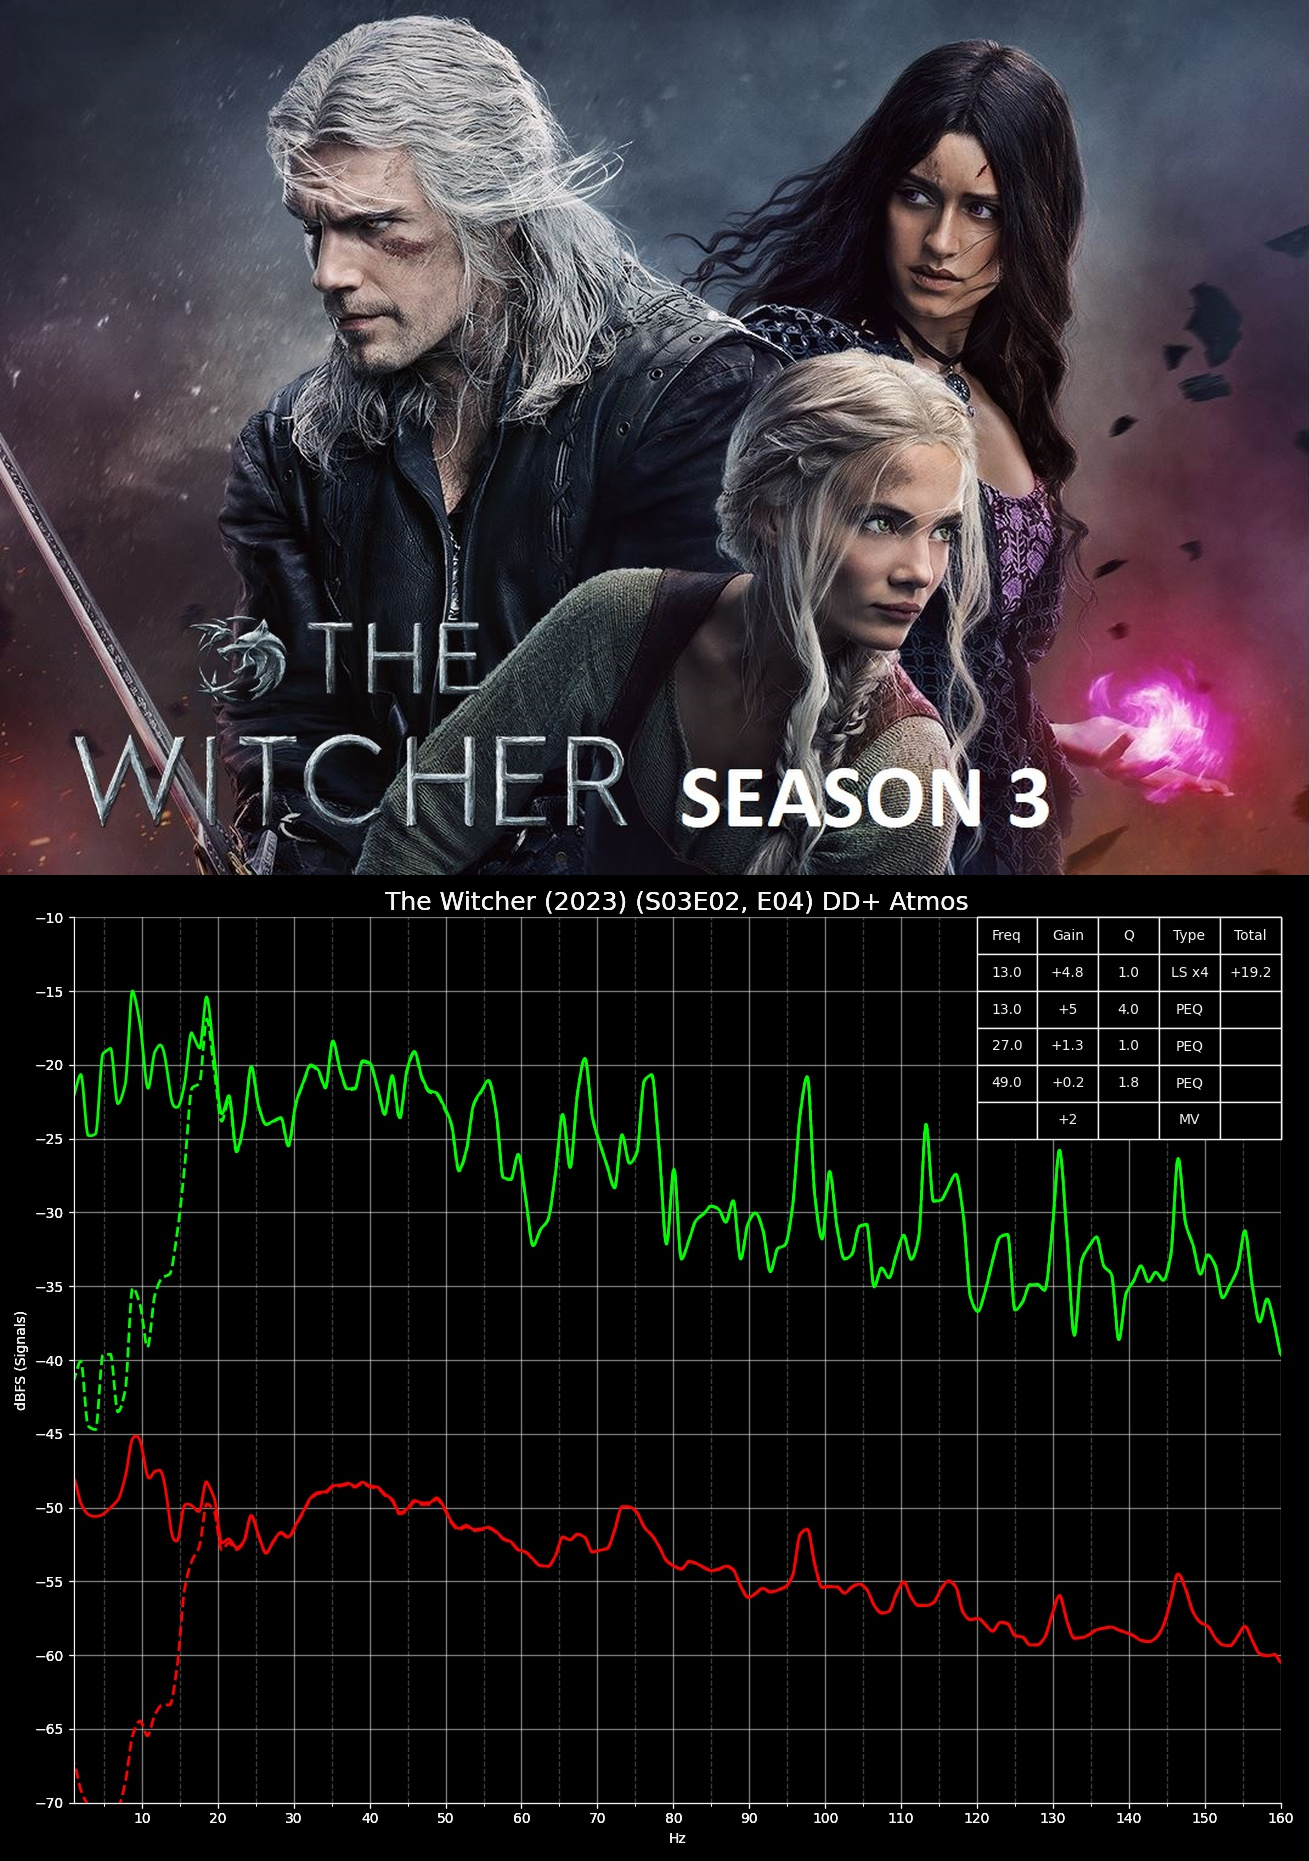 THE
WITCHER SEASON 3
The Witcher (2023) (S03E02, E04) DD+ Atmos
Freq Gain Q Type Total
13.0 +4.8 1.0 LS x4 +19.2
13.0 +5 4.0 PEQ
27.0 +1.3 1.0 PEQ
49.0 +0.2 1.8 PEQ
+2 MV
−10
−15
−20
−25
−30
−35
−40
−45
−50
−55
−60
−65
−70
dBFS (Signals)
10 20 30 40 50 60 70 80 90 100 110 120 130 140 150 160
Hz